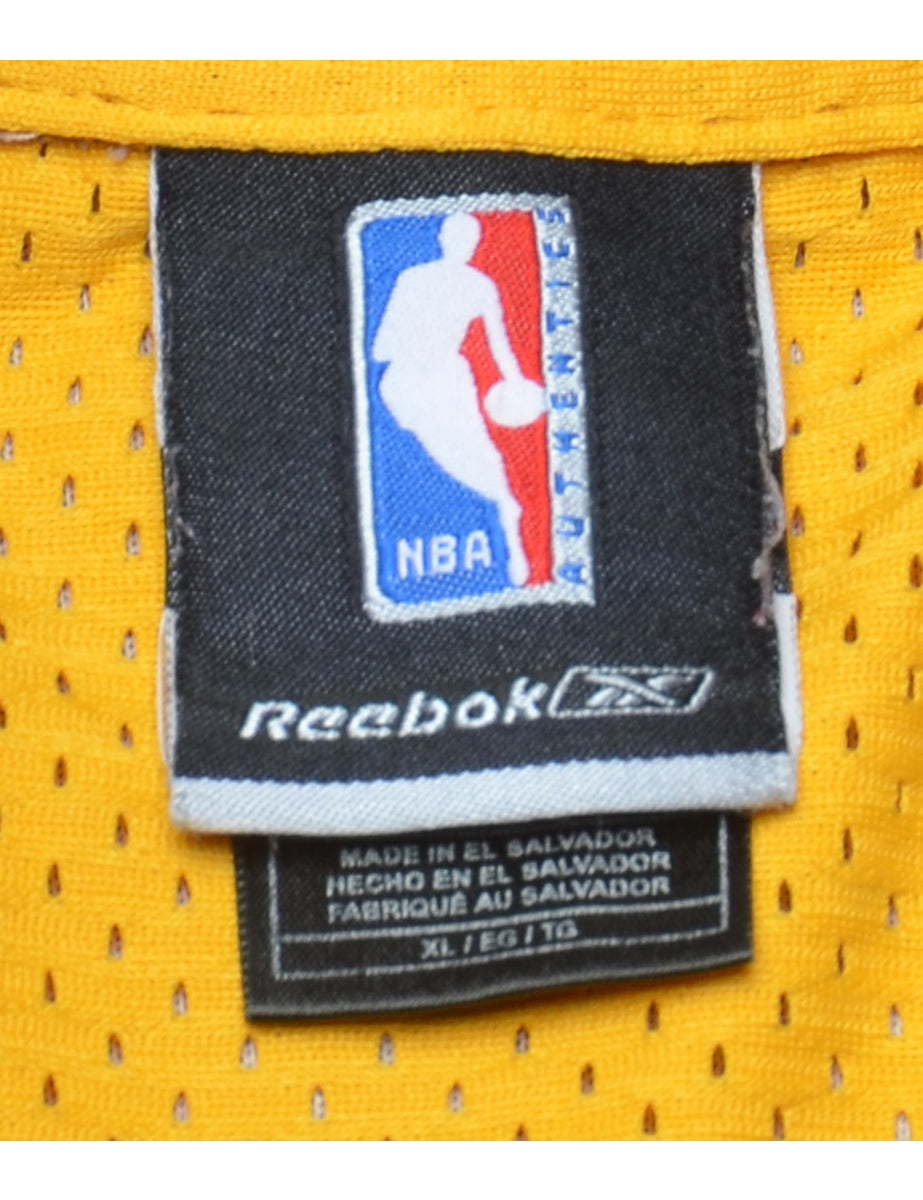 AUTHENTICS
NBA
Reebok
MADE IN EL SALVADOR
HECHO EN EL SALVADOR
FABRIQUÉ AU SALVADOR
XL / EG / TG